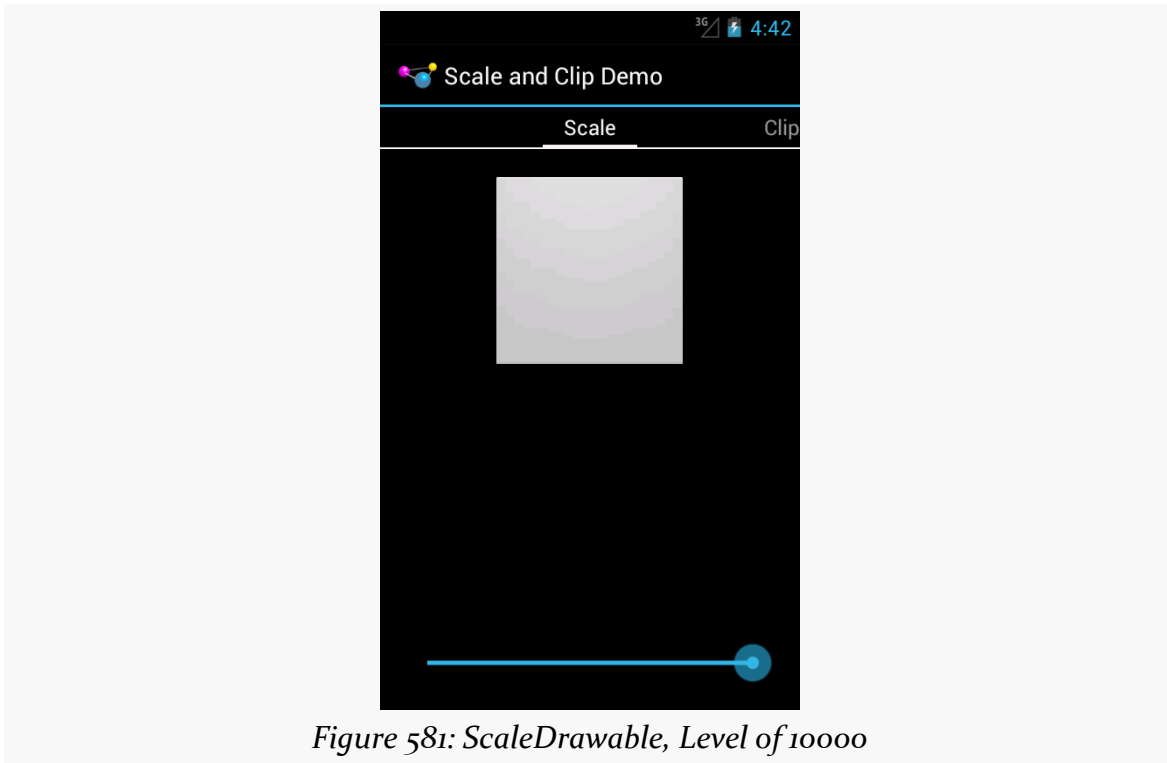 3G 4:42
Scale and Clip Demo
Scale Clip
Figure 581: ScaleDrawable, Level of 10000